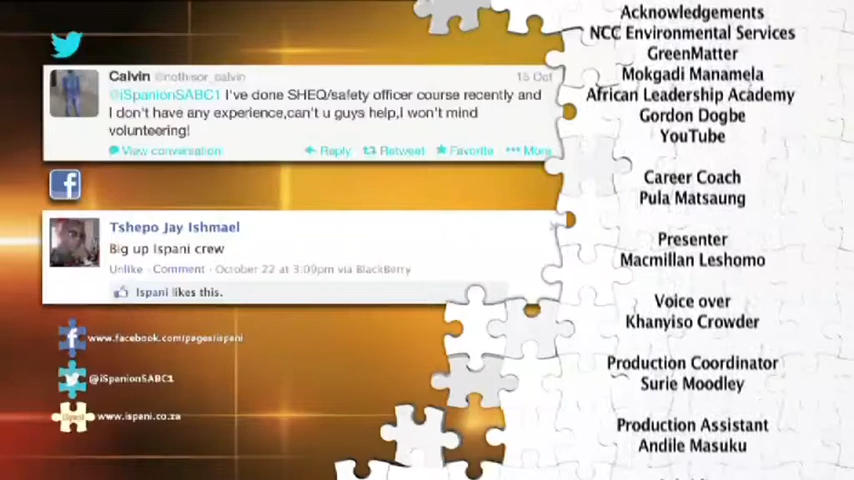 Calvin @nothisor_calvin 15 Oct
@iSpanionSABC1 I've done SHEQ/safety officer course recently and
I don't have any experience,can't u guys help,I won't mind
volunteering!
View conversation Reply Retweet Favorite More
Tshepo Jay Ishmael
Big up Ispani crew
Unlike · Comment · October 22 at 3:09pm via BlackBerry
Ispani likes this.
www.facebook.com/pages/ispani
@iSpanionSABC1
www.ispani.co.za
Acknowledgements
NCC Environmental Services
GreenMatter
Mokgadi Manamela
African Leadership Academy
Gordon Dogbe
YouTube
Career Coach
Pula Matsaung
Presenter
Macmillan Leshomo
Voice over
Khanyiso Crowder
Production Coordinator
Surie Moodley
Production Assistant
Andile Masuku